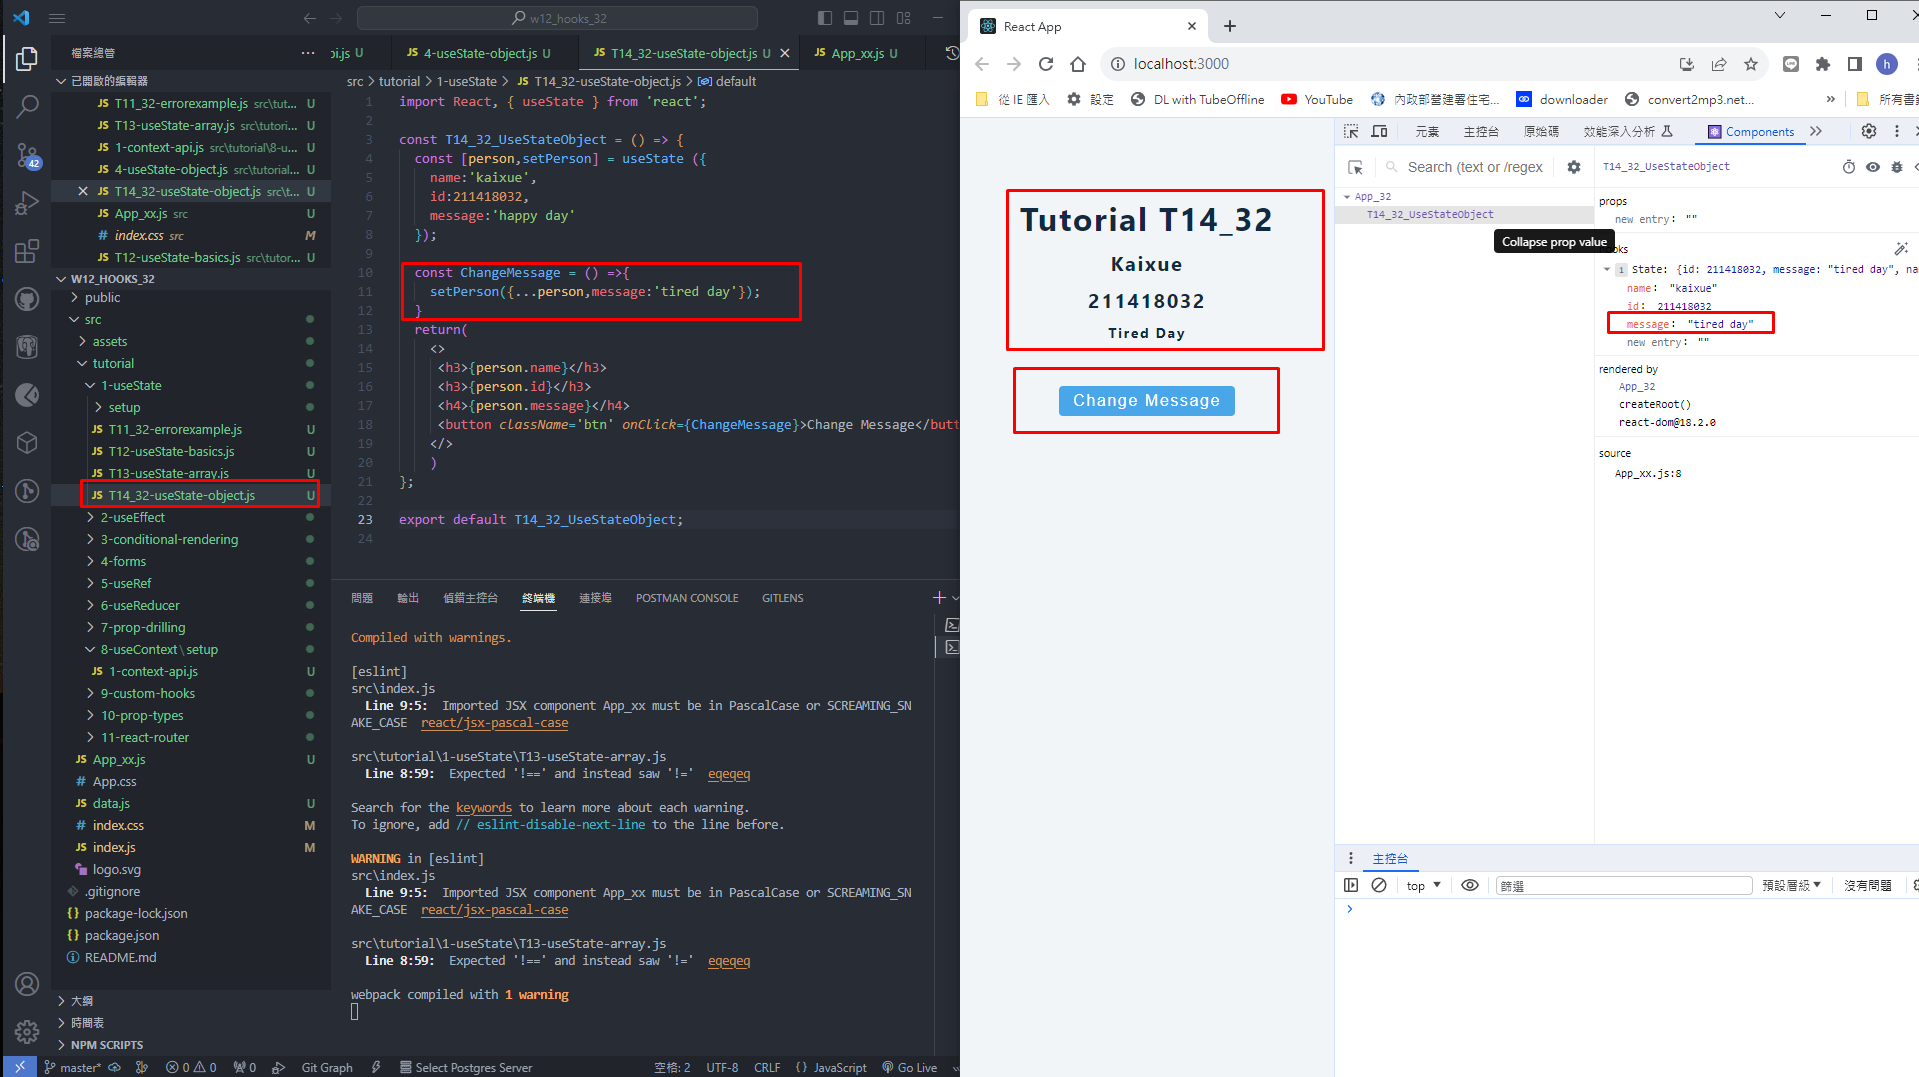 w12_hooks_32
檔案總管
pi.js U
JS 4-useState-object.js U
JS T14_32-useState-object.js U
JS App_xx.js U
已開啟的編輯器
JS T11_32-errorexample.js src\tut... U
JS T13-useState-array.js src\tutori... U
JS 1-context-api.js src\tutorial\8-u... U
JS 4-useState-object.js src\tutorial... U
JS T14_32-useState-object.js src\t... U
JS App_xx.js src U
# index.css src M
JS T12-useState-basics.js src\tutor... U
W12_HOOKS_32
public
src
assets
tutorial
1-useState
setup
JS T11_32-errorexample.js U
JS T12-useState-basics.js U
JS T13-useState-array.js U
JS T14_32-useState-object.js U
2-useEffect
3-conditional-rendering
4-forms
5-useRef
6-useReducer
7-prop-drilling
8-useContext\setup
JS 1-context-api.js U
9-custom-hooks
10-prop-types
11-react-router
JS App_xx.js U
# App.css
JS data.js U
# index.css M
JS index.js M
logo.svg
.gitignore
{} package-lock.json
{} package.json
README.md
大綱
時間表
NPM SCRIPTS
42
src > tutorial > 1-useState > JS T14_32-useState-object.js > default
1 import React, { useState } from 'react';
2
3 const T14_32_UseStateObject = () => {
4 const [person,setPerson] = useState ({
5 name:'kaixue',
6 id:211418032,
7 message:'happy day'
8 });
9
10 const ChangeMessage = () =>{
11 setPerson({...person,message:'tired day'});
12 }
13 return(
14 <>
15 <h3>{person.name}</h3>
16 <h3>{person.id}</h3>
17 <h4>{person.message}</h4>
18 <button className='btn' onClick={ChangeMessage}>Change Message</butt
19 </>
20 )
21 };
22
23 export default T14_32_UseStateObject;
24
問題 輸出 偵錯主控台 終端機 連接埠 POSTMAN CONSOLE GITLENS
Compiled with warnings.
[eslint]
src\index.js
Line 9:5: Imported JSX component App_xx must be in PascalCase or SCREAMING_SN
AKE_CASE react/jsx-pascal-case
src\tutorial\1-useState\T13-useState-array.js
Line 8:59: Expected '!==' and instead saw '!=' eqeqeq
Search for the keywords to learn more about each warning.
To ignore, add // eslint-disable-next-line to the line before.
WARNING in [eslint]
src\index.js
Line 9:5: Imported JSX component App_xx must be in PascalCase or SCREAMING_SN
AKE_CASE react/jsx-pascal-case
src\tutorial\1-useState\T13-useState-array.js
Line 8:59: Expected '!==' and instead saw '!=' eqeqeq
webpack compiled with 1 warning
master* 0 0 0 Git Graph Select Postgres Server 空格: 2 UTF-8 CRLF {} JavaScript Go Live
React App
localhost:3000
h
從 IE 匯入 設定 DL with TubeOffline YouTube 內政部營建署住宅... downloader convert2mp3.net... » 所有書籤
Tutorial T14_32
Kaixue
211418032
Tired Day
Change Message
元素 主控台 原始碼 效能深入分析 Components
Search (text or /regex
T14_32_UseStateObject
App_32
T14_32_UseStateObject
Collapse prop value
props
new entry: ""
oks
1 State: {id: 211418032, message: "tired day", na
name: "kaixue"
id: 211418032
message: "tired day"
new entry: ""
rendered by
App_32
createRoot()
react-dom@18.2.0
source
App_xx.js:8
主控台
top
篩選
預設層級
沒有問題